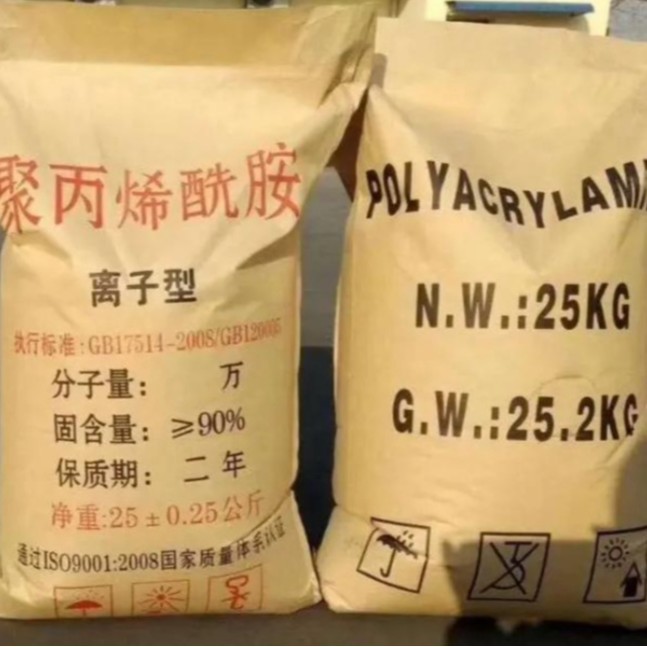 聚丙烯酰胺
离子型
执行标准:GB17514-2008/GB120005
分子量: 万
固含量: ≥90%
保质期: 二年
净重:25±0.25公斤
通过ISO9001:2008国家质量体系认证
POLYACRYLAMI
N.W.:25KG
G.W.:25.2KG